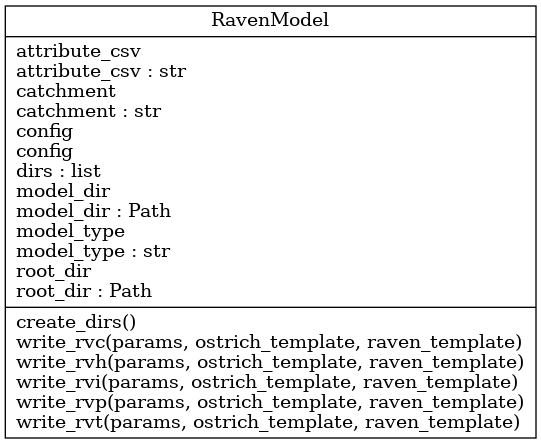 RavenModel
attribute_csv
attribute_csv : str
catchment
catchment : str
config
config
dirs : list
model_dir
model_dir : Path
model_type
model_type : str
root_dir
root_dir : Path
create_dirs()
write_rvc(params, ostrich_template, raven_template)
write_rvh(params, ostrich_template, raven_template)
write_rvi(params, ostrich_template, raven_template)
write_rvp(params, ostrich_template, raven_template)
write_rvt(params, ostrich_template, raven_template)